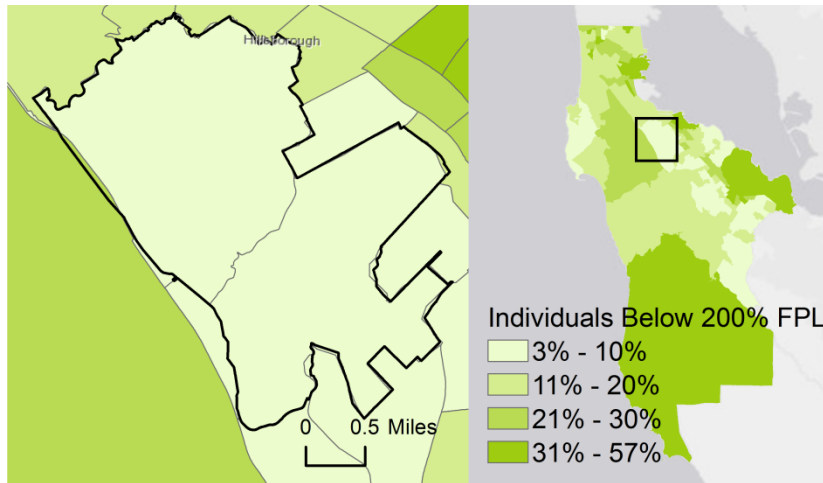 Hillsborough
0 0.5 Miles
Individuals Below 200% FPL
3% - 10%
11% - 20%
21% - 30%
31% - 57%